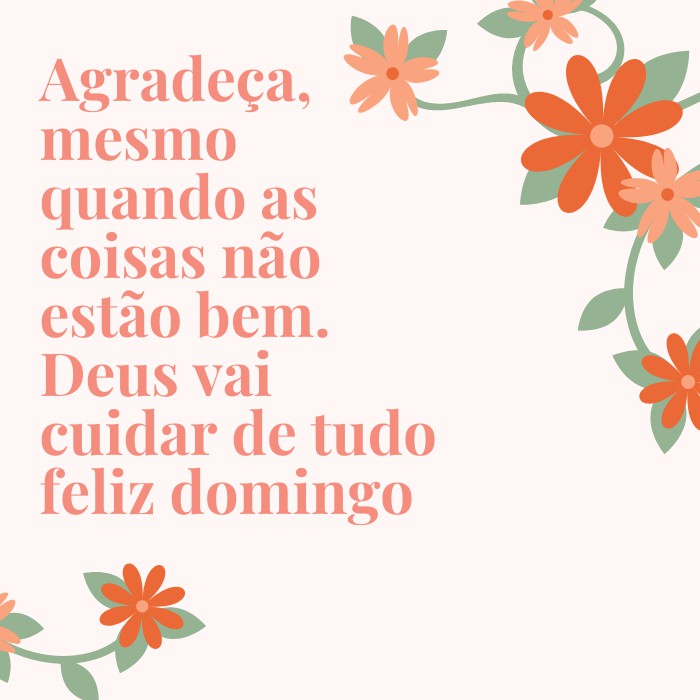 Agradeça,
mesmo
quando as
coisas não
estão bem.
Deus vai
cuidar de tudo
feliz domingo